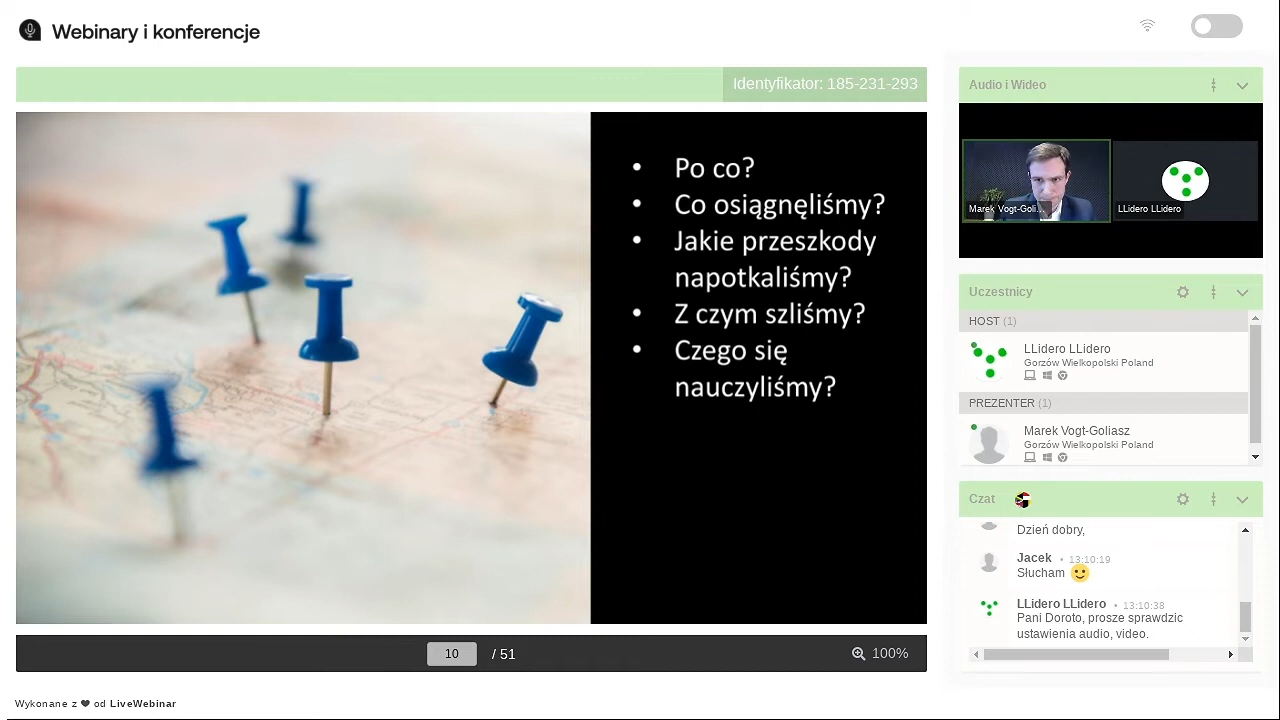 Webinary i konferencje
Identyfikator: 185-231-293
Po co?
Co osiągnęliśmy?
Jakie przeszkody
napotkaliśmy?
Z czym szliśmy?
Czego się
nauczyliśmy?
10 / 51
100%
Audio i Wideo
Marek Vogt-Goli...
LLidero LLidero
Uczestnicy
HOST (1)
LLidero LLidero
Gorzów Wielkopolski Poland
PREZENTER (1)
Marek Vogt-Goliasz
Gorzów Wielkopolski Poland
Czat
Dzień dobry,
Jacek • 13:10:19
Słucham
LLidero LLidero • 13:10:38
Pani Doroto, prosze sprawdzic
ustawienia audio, video.
Wykonane z ❤ od LiveWebinar